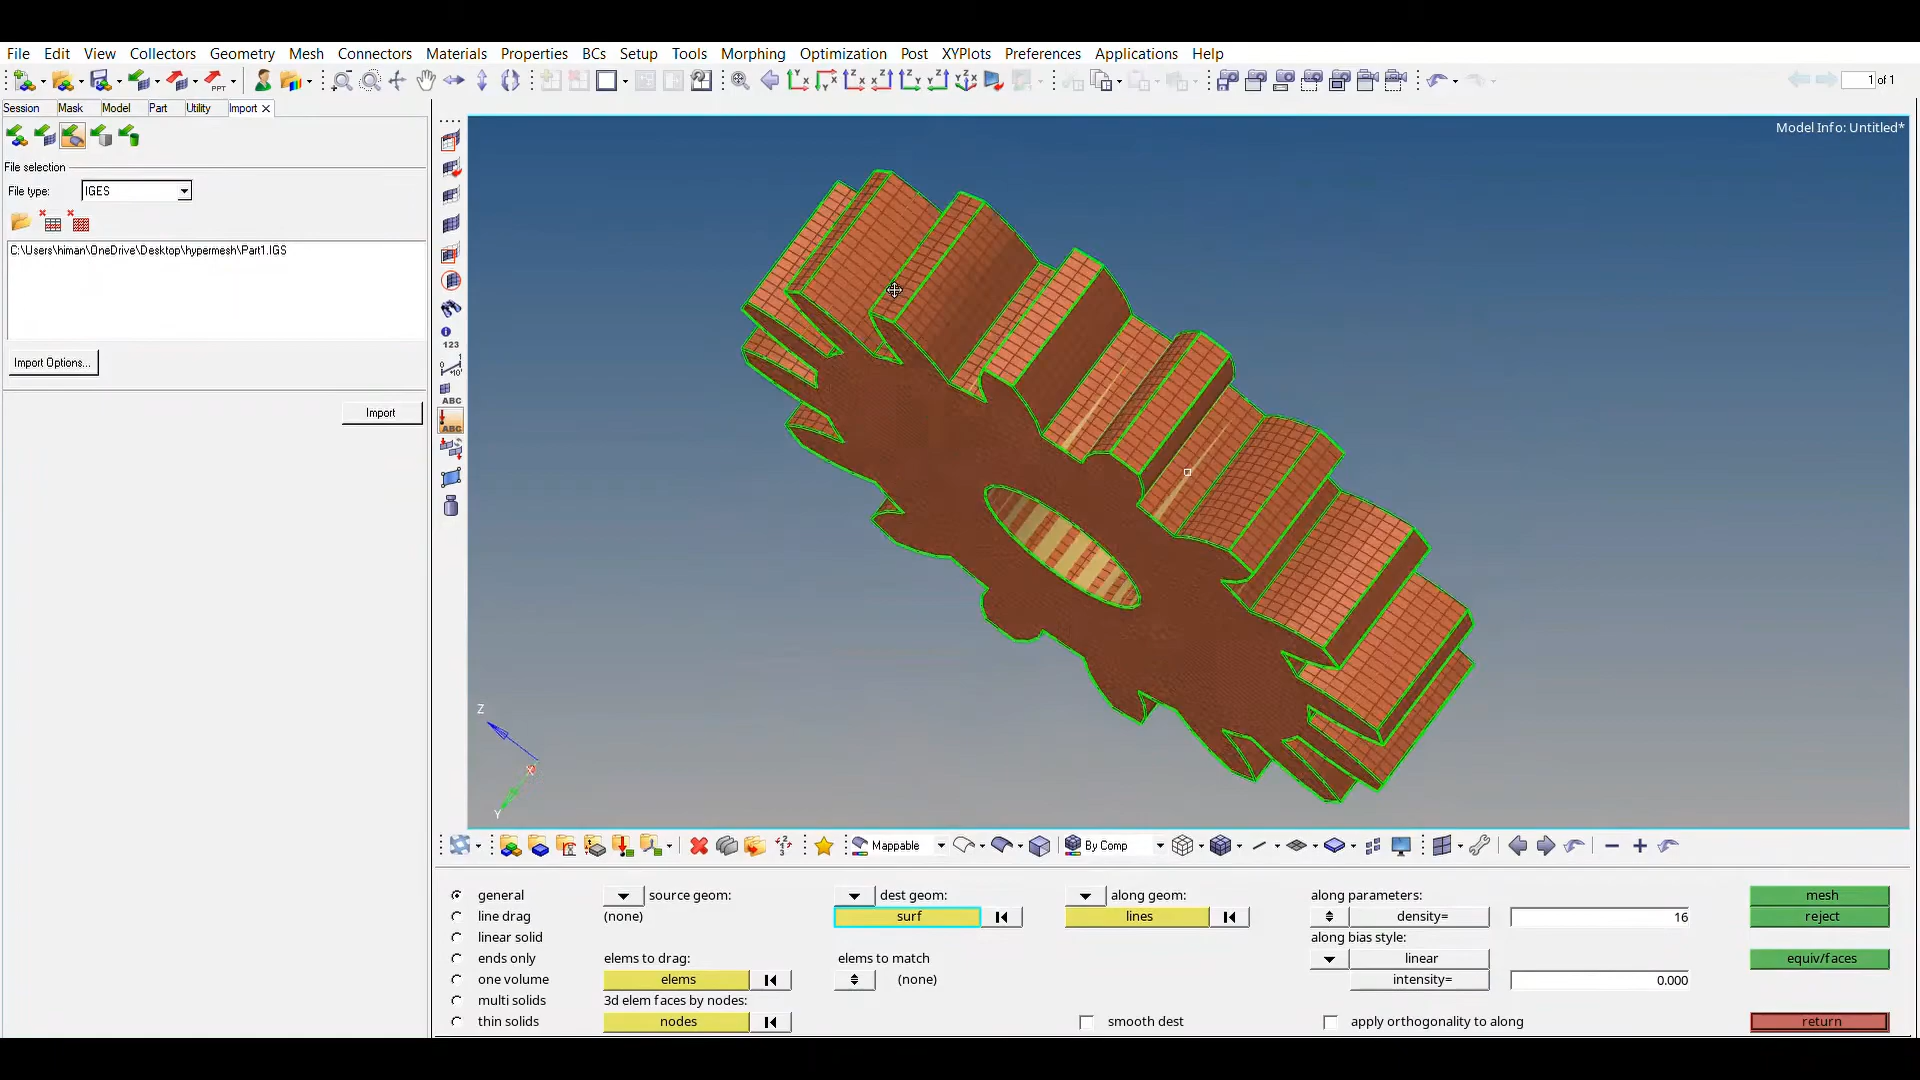 File Edit View Collectors Geometry Mesh Connectors Materials Properties BCs Setup Tools Morphing Optimization Post XYPlots Preferences Applications Help
1 of 1
Session Mask Model Part Utility Import
Model Info: Untitled*
File selection
File type: IGES
C:\Users\himan\OneDrive\Desktop\hypermesh\Part1.IGS
Import Options...
Import
123
ABC
ABC
Z
X
Y
Mappable By Comp
general source geom: dest geom: along geom: along parameters: mesh
line drag (none) surf lines density= 16 reject
linear solid along bias style:
ends only elems to drag: elems to match linear equiv/faces
one volume elems (none) intensity= 0.000
multi solids 3d elem faces by nodes:
thin solids nodes smooth dest apply orthogonality to along return